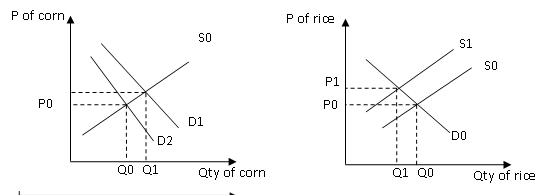 P of corn
S0
P0
D1
D2
Q0
Q1
Qty of corn
P of rice
S1
S0
P1
P0
D0
Q1
Q0
Qty of rice